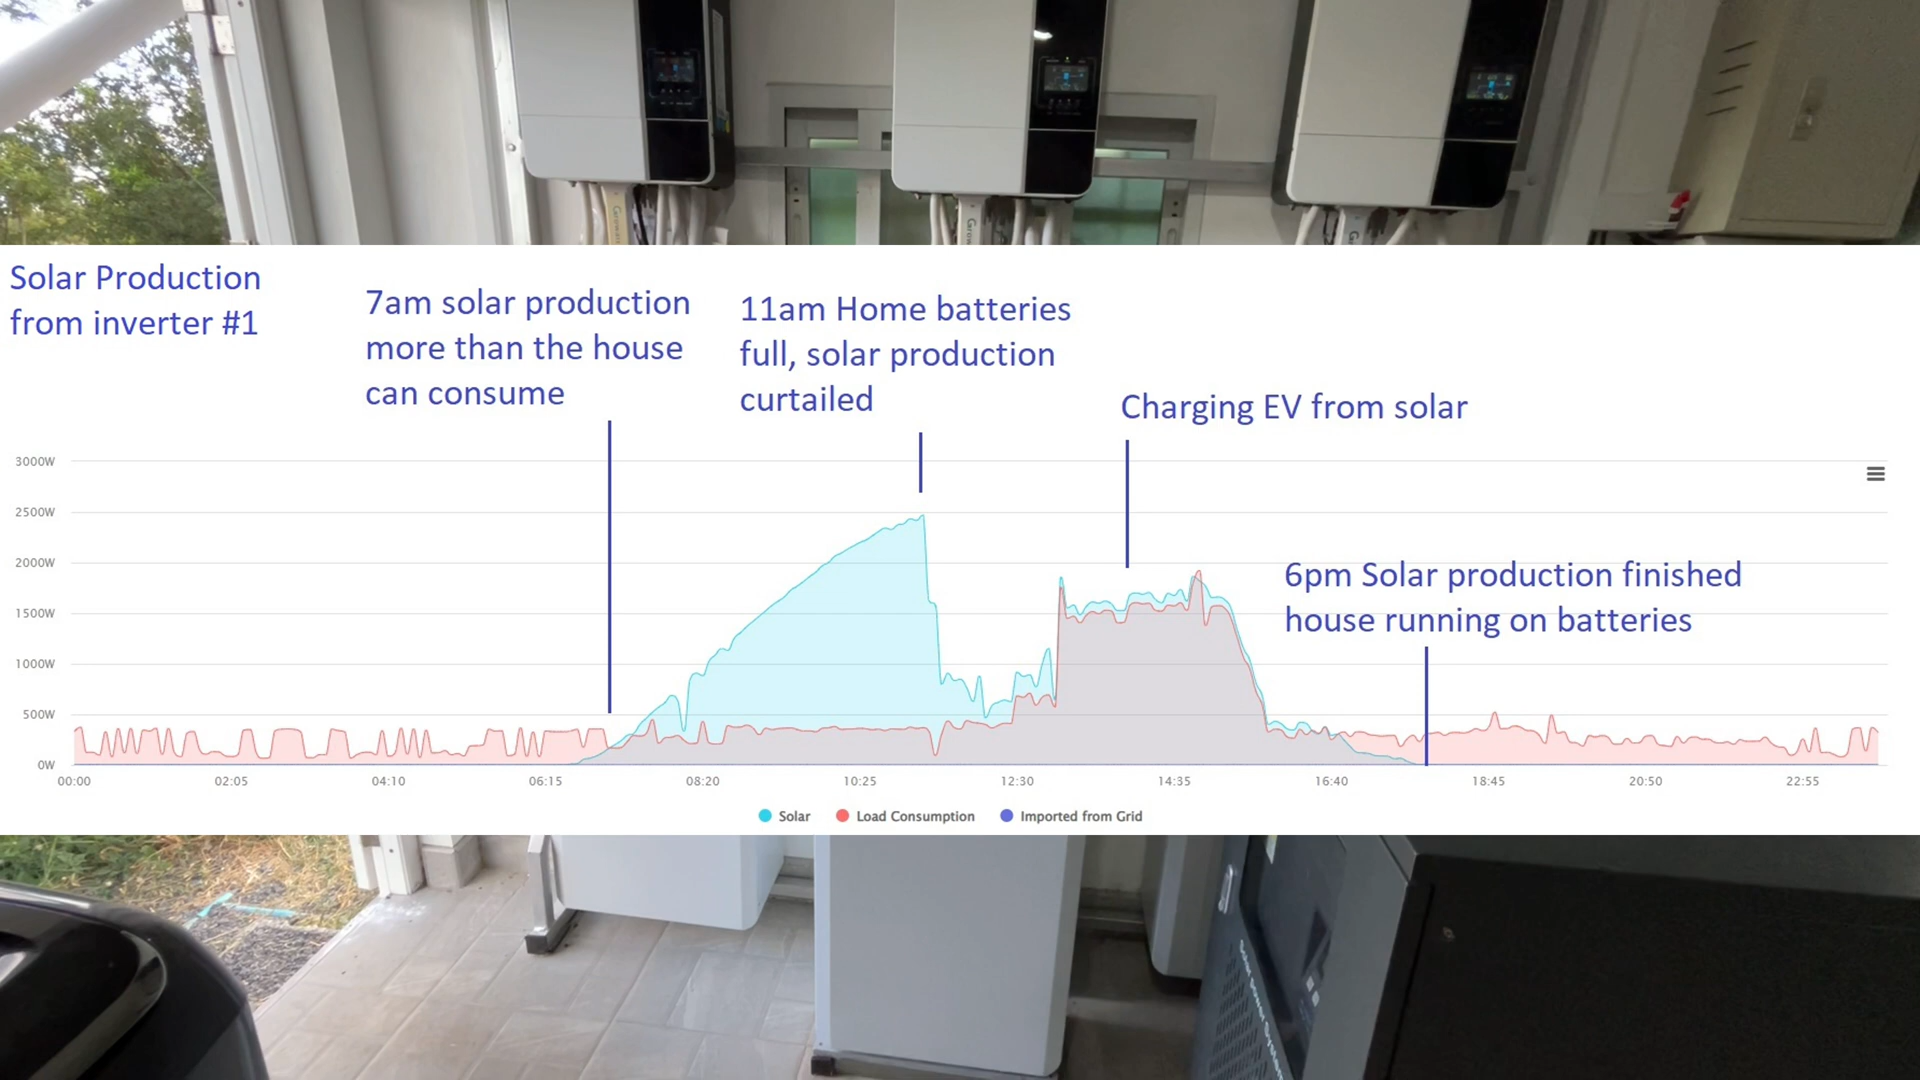 Solar Production
from inverter #1
7am solar production
more than the house
can consume
11am Home batteries
full, solar production
curtailed
Charging EV from solar
6pm Solar production finished
house running on batteries
3000W
2500W
2000W
1500W
1000W
500W
0W
00:00
02:05
04:10
06:15
08:20
10:25
12:30
14:35
16:40
18:45
20:50
22:55
Solar
Load Consumption
Imported from Grid